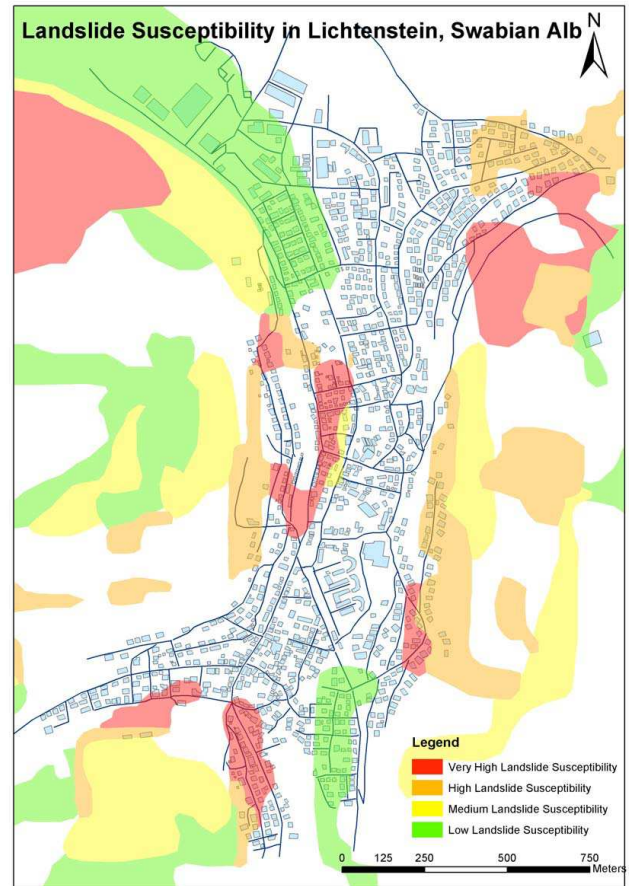 Landslide Susceptibility in Lichtenstein, Swabian Alb
N
Legend
Very High Landslide Susceptibility
High Landslide Susceptibility
Medium Landslide Susceptibility
Low Landslide Susceptibility
0 125 250 500 750
Meters